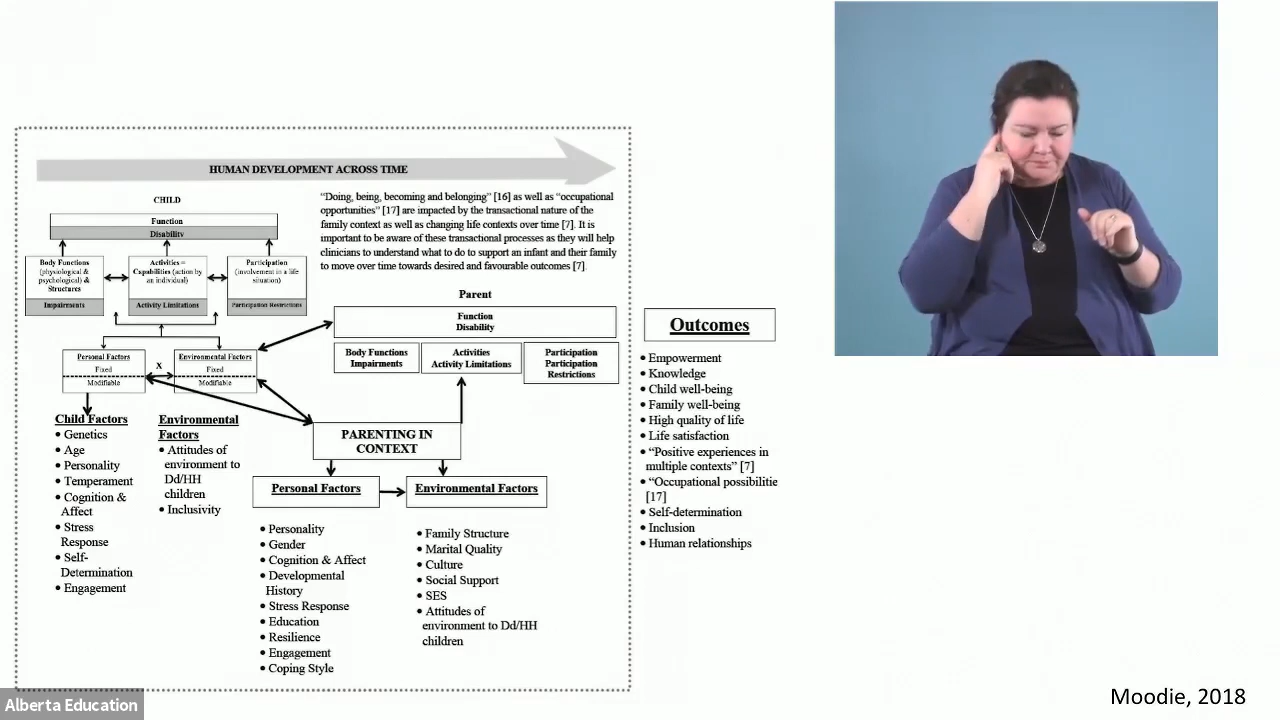 HUMAN DEVELOPMENT ACROSS TIME
CHILD
Function
Disability
Body Functions
(physiological &
psychological) &
Structures
Impairments
Activities =
Capabilities (action by
an individual)
Activity Limitations
Participation
(involvement in a life
situation)
Participation Restrictions
Personal Factors
Fixed
Modifiable
X
Environmental Factors
Fixed
Modifiable
"Doing, being, becoming and belonging" [16] as well as "occupational
opportunities" [17] are impacted by the transactional nature of the
family context as well as changing life contexts over time [7]. It is
important to be aware of these transactional processes as they will help
clinicians to understand what to do to support an infant and their family
to move over time towards desired and favourable outcomes [7].
Parent
Function
Disability
Body Functions
Impairments
Activities
Activity Limitations
Participation
Participation
Restrictions
Child Factors
• Genetics
• Age
• Personality
• Temperament
• Cognition &
Affect
• Stress
Response
• Self-
Determination
• Engagement
Environmental
Factors
• Attitudes of
environment to
Dd/HH
children
• Inclusivity
PARENTING IN
CONTEXT
Personal Factors
• Personality
• Gender
• Cognition & Affect
• Developmental
History
• Stress Response
• Education
• Resilience
• Engagement
• Coping Style
Environmental Factors
• Family Structure
• Marital Quality
• Culture
• Social Support
• SES
• Attitudes of
environment to Dd/HH
children
Outcomes
• Empowerment
• Knowledge
• Child well-being
• Family well-being
• High quality of life
• Life satisfaction
• "Positive experiences in
multiple contexts" [7]
• "Occupational possibilitie
[17]
• Self-determination
• Inclusion
• Human relationships
Alberta Education
Moodie, 2018